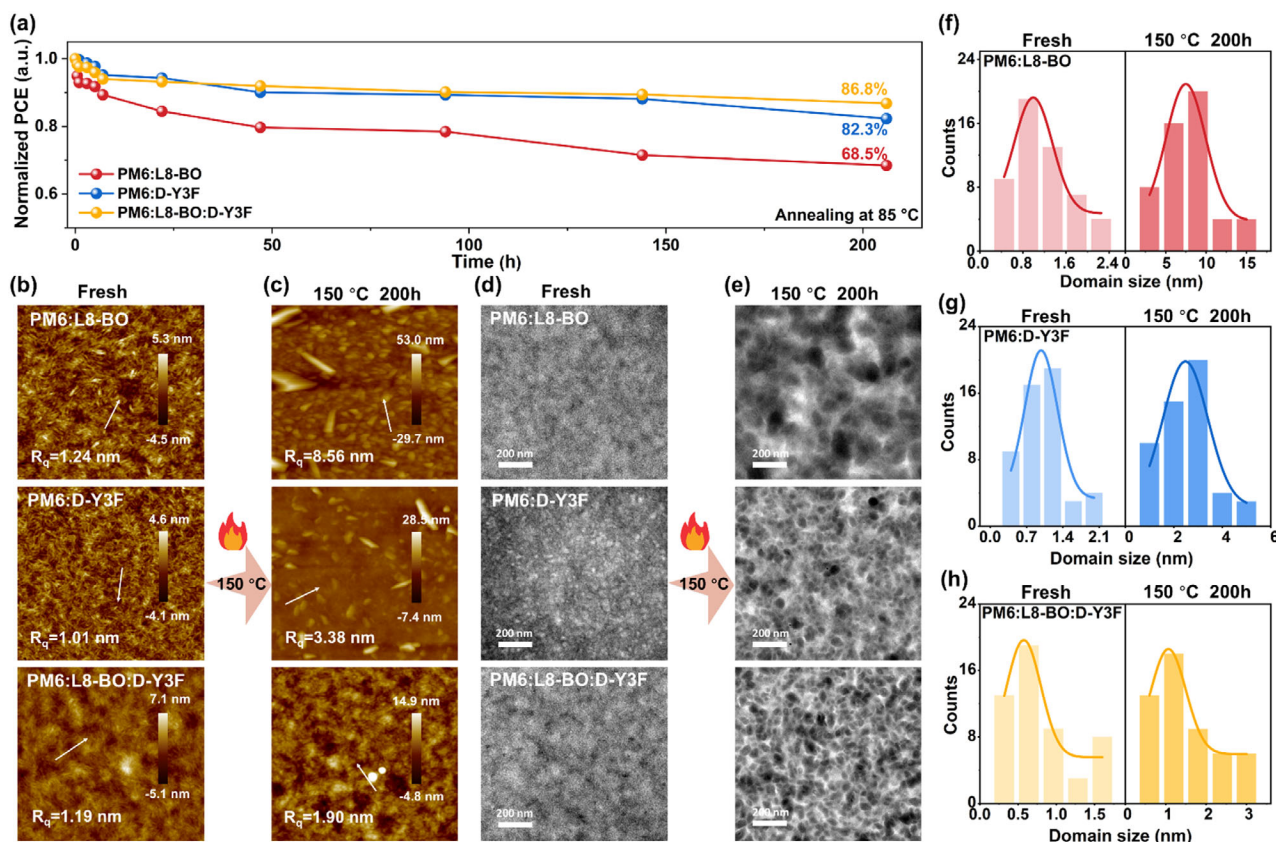 (a)
Normalized PCE (a.u.)
1.0
0.8
0.6
86.8%
82.3%
68.5%
PM6:L8-BO
PM6:D-Y3F
PM6:L8-BO:D-Y3F
Annealing at 85 °C
0 50 100 150 200
Time (h)
(b) Fresh
PM6:L8-BO
5.3 nm
-4.5 nm
Rq=1.24 nm
PM6:D-Y3F
4.6 nm
-4.1 nm
Rq=1.01 nm
PM6:L8-BO:D-Y3F
7.1 nm
-5.1 nm
Rq=1.19 nm
150 °C
(c) 150 °C 200h
53.0 nm
-29.7 nm
Rq=8.56 nm
28.5 nm
-7.4 nm
Rq=3.38 nm
14.9 nm
-4.8 nm
Rq=1.90 nm
(d) Fresh
PM6:L8-BO
200 nm
PM6:D-Y3F
200 nm
PM6:L8-BO:D-Y3F
200 nm
150 °C
(e) 150 °C 200h
200 nm
200 nm
200 nm
(f) Fresh 150 °C 200h
PM6:L8-BO
Counts
24
16
8
0
0.0 0.8 1.6 2.4 0 5 10 15
Domain size (nm)
(g) Fresh 150 °C 200h
PM6:D-Y3F
Counts
24
16
8
0
0.0 0.7 1.4 2.1 0 2 4 6
Domain size (nm)
(h) Fresh 150 °C 200h
PM6:L8-BO:D-Y3F
Counts
24
16
8
0
0.0 0.5 1.0 1.5 0 1 2 3
Domain size (nm)